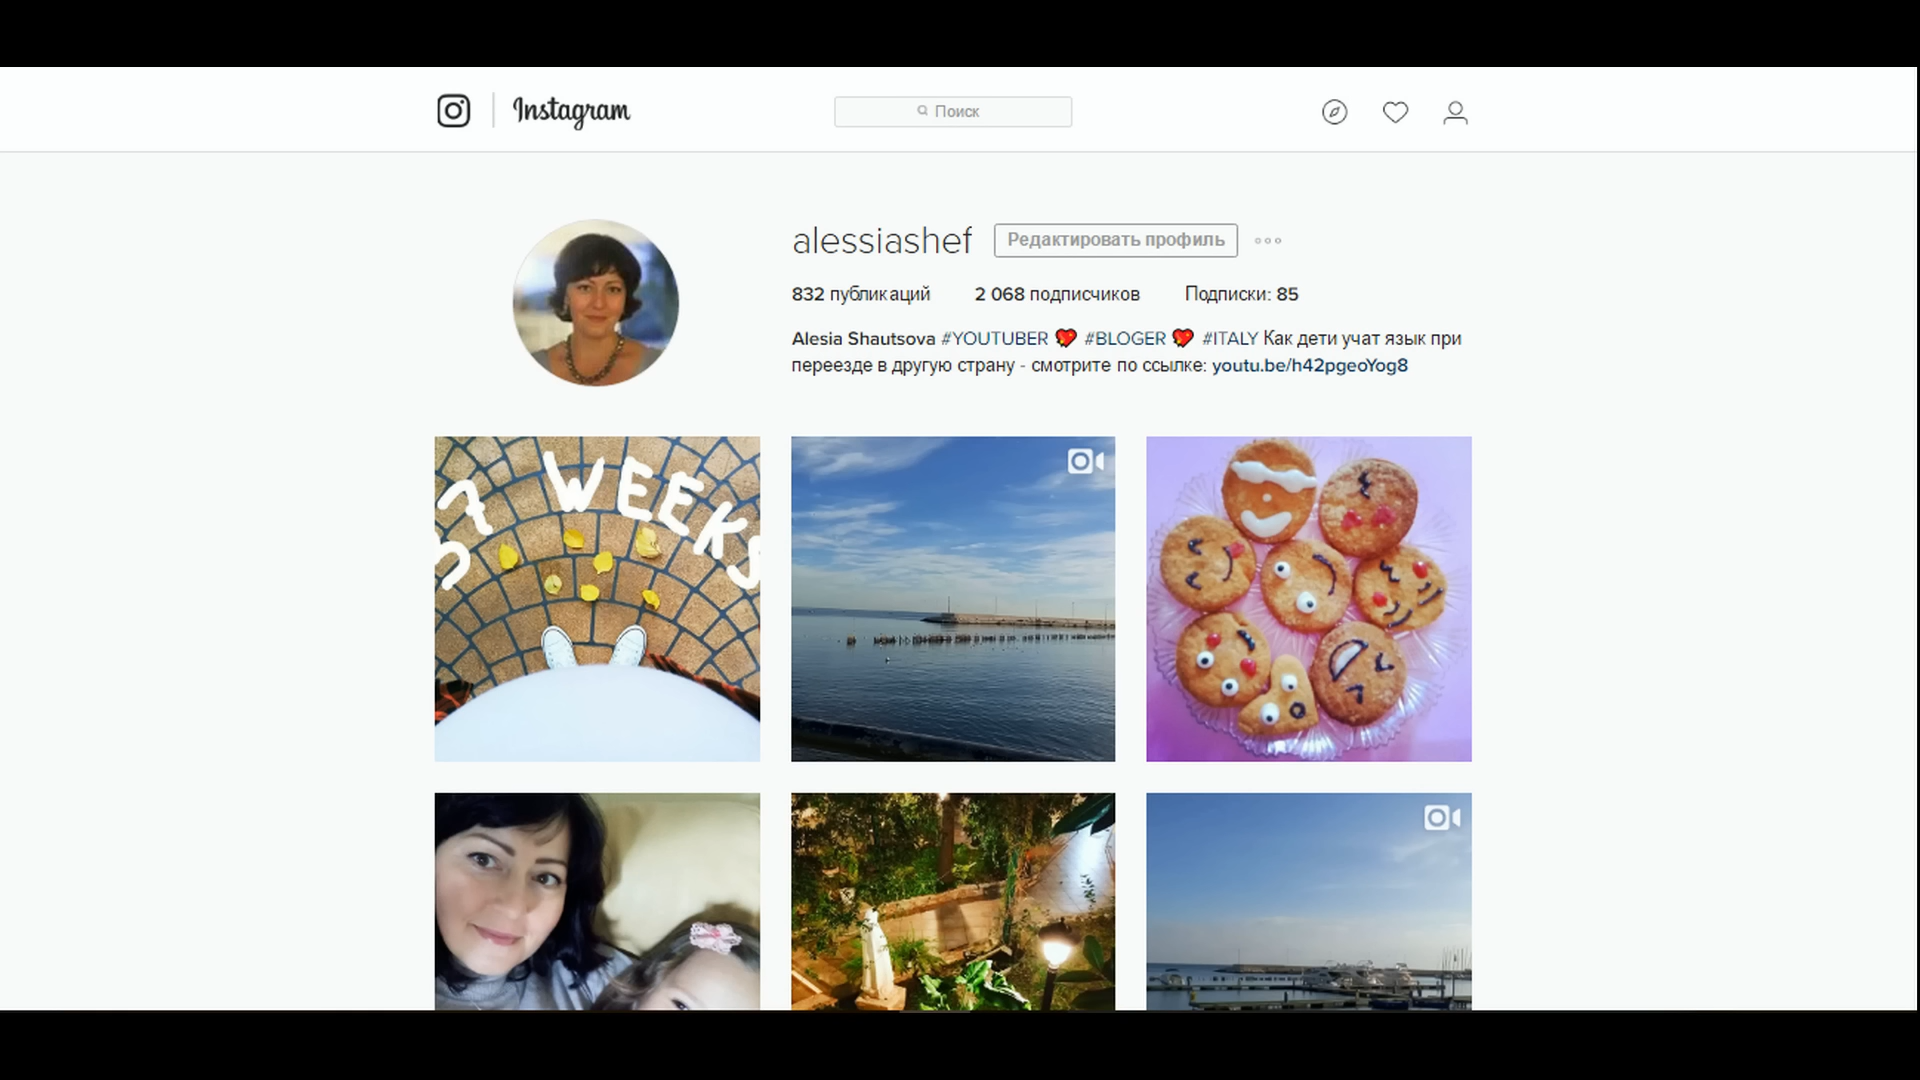 Instagram
Поиск
alessiashef
Редактировать профиль
832 публикаций 2 068 подписчиков Подписки: 85
Alesia Shautsova #YOUTUBER #BLOGER #ITALY Как дети учат язык при
переезде в другую страну - смотрите по ссылке: youtu.be/h42pgeoYog8
37 WEEKS